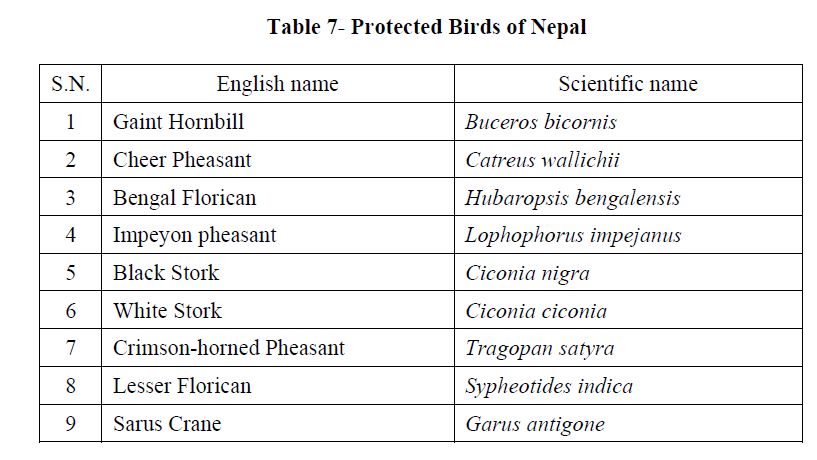 Table 7- Protected Birds of Nepal
S.N. English name Scientific name
1 Gaint Hornbill Buceros bicornis
2 Cheer Pheasant Catreus wallichii
3 Bengal Florican Hubaropsis bengalensis
4 Impeyon pheasant Lophophorus impejanus
5 Black Stork Ciconia nigra
6 White Stork Ciconia ciconia
7 Crimson-horned Pheasant Tragopan satyra
8 Lesser Florican Sypheotides indica
9 Sarus Crane Garus antigone